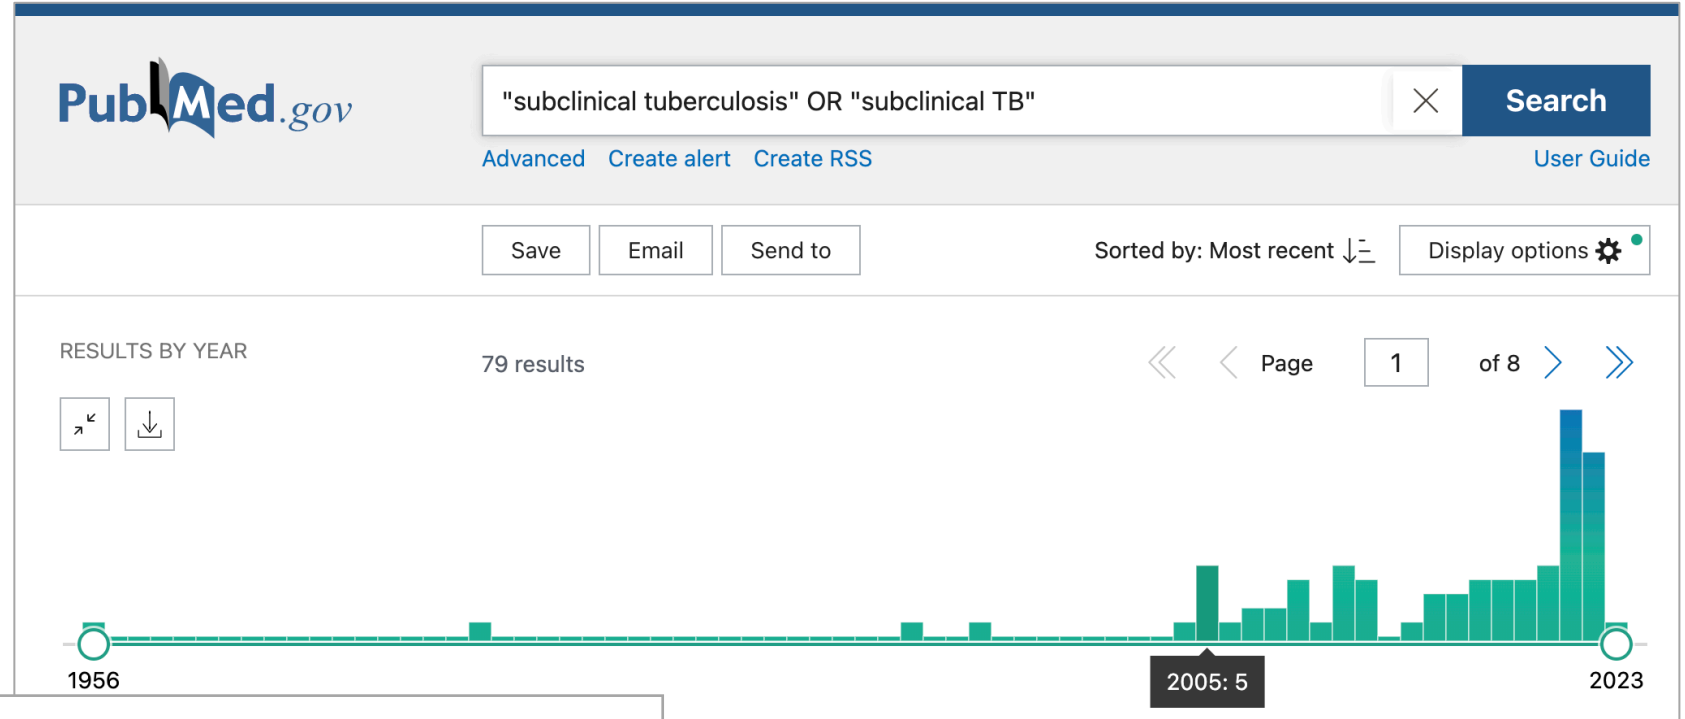 PubMed.gov
"subclinical tuberculosis" OR "subclinical TB"
Search
Advanced Create alert Create RSS
User Guide
Save Email Send to
Sorted by: Most recent
Display options
RESULTS BY YEAR
79 results
Page 1 of 8
2005: 5
1956
2023